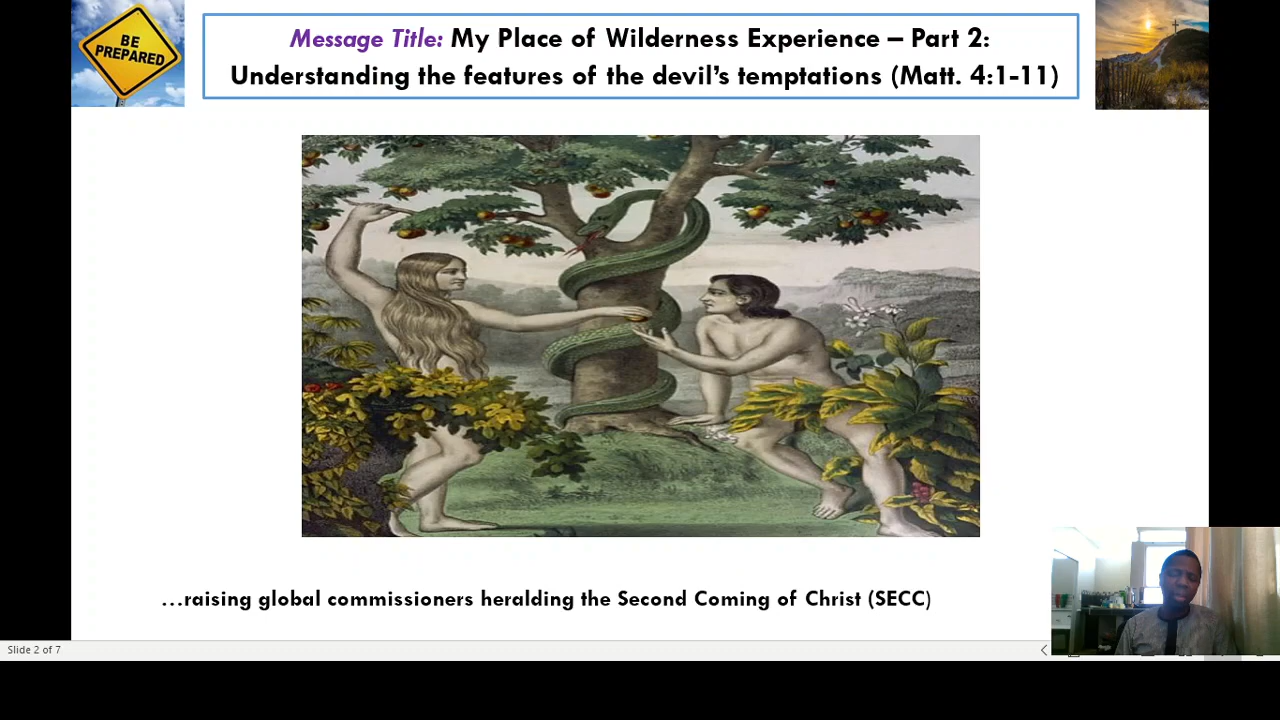 BE
PREPARED
Message Title: My Place of Wilderness Experience – Part 2:
Understanding the features of the devil’s temptations (Matt. 4:1-11)
...raising global commissioners heralding the Second Coming of Christ (SECC)
Slide 2 of 7